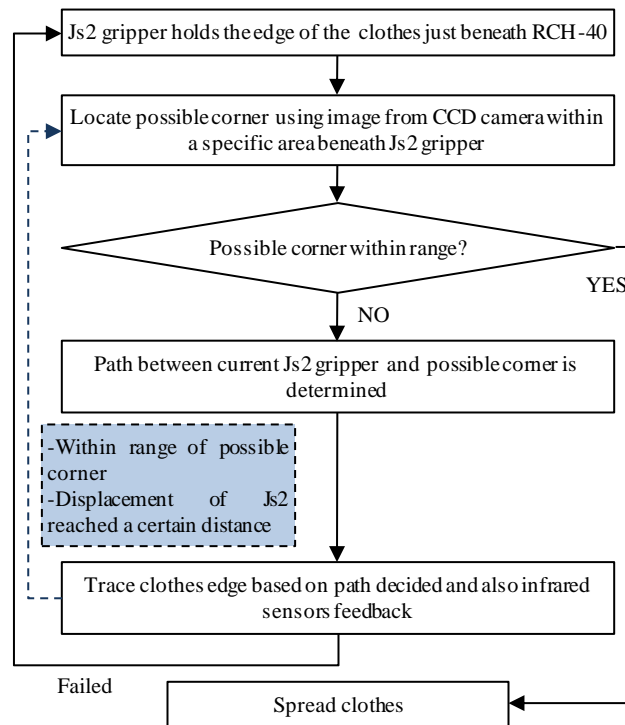 Js2 gripper holds the edge of the clothes just beneath RCH-40
Locate possible corner using image from CCD camera within
a specific area beneath Js2 gripper
Possible corner within range?
YES
NO
Path between current Js2 gripper and possible corner is
determined
-Within range of possible
corner
-Displacement of Js2
reached a certain distance
Trace clothes edge based on path decided and also infrared
sensors feedback
Failed
Spread clothes